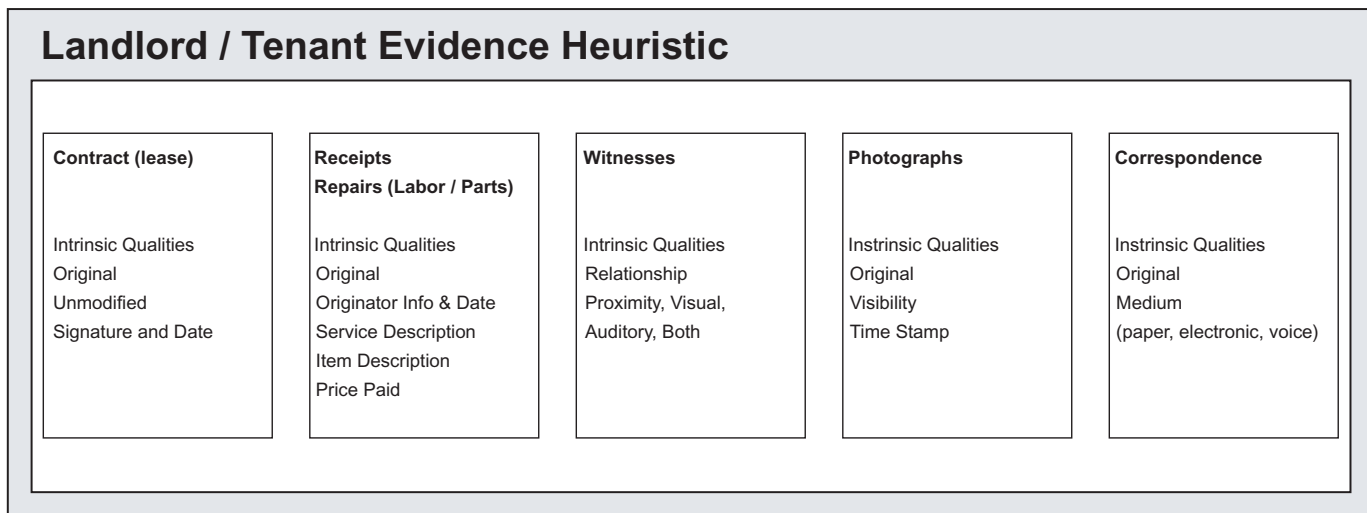 Landlord / Tenant Evidence Heuristic
Contract (lease)
Intrinsic Qualities
Original
Unmodified
Signature and Date
Receipts
Repairs (Labor / Parts)
Intrinsic Qualities
Original
Originator Info & Date
Service Description
Item Description
Price Paid
Witnesses
Intrinsic Qualities
Relationship
Proximity, Visual,
Auditory, Both
Photographs
Instrinsic Qualities
Original
Visibility
Time Stamp
Correspondence
Instrinsic Qualities
Original
Medium
(paper, electronic, voice)